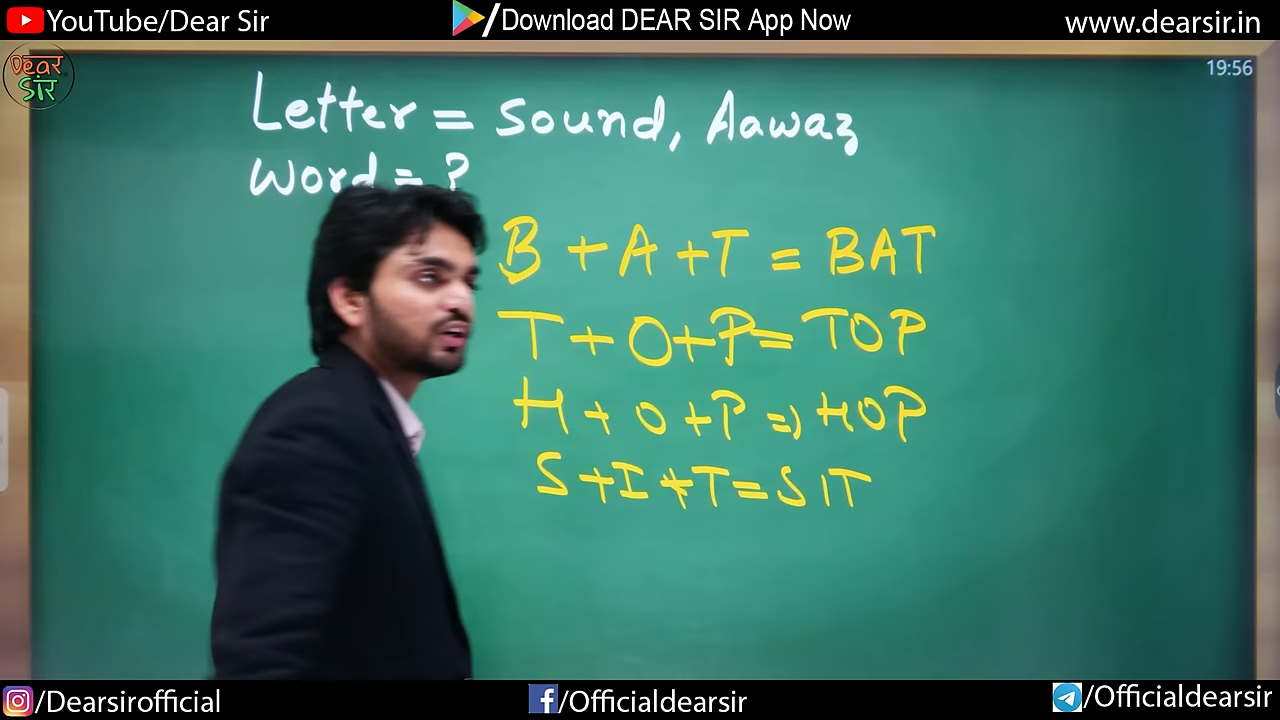 YouTube/Dear Sir
/Download DEAR SIR App Now
www.dearsir.in
Dear
सर
19:56
Letter = Sound, Aawaz
Word = ?
B + A + T = BAT
T + O + P = TOP
H + O + P => HOP
S + I + T = SIT
/Dearsirofficial
/Officialdearsir
/Officialdearsir